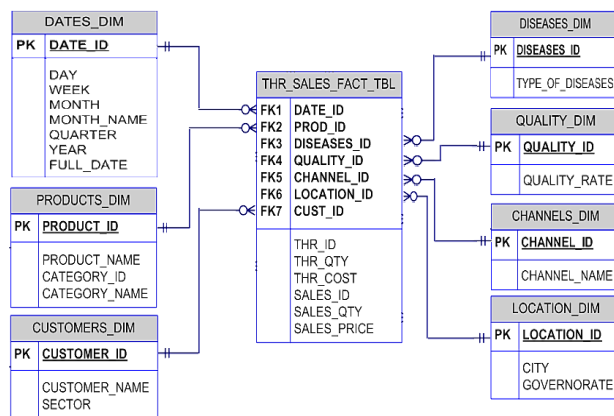 DATES_DIM
PK DATE_ID
DAY
WEEK
MONTH
MONTH_NAME
QUARTER
YEAR
FULL_DATE
PRODUCTS_DIM
PK PRODUCT_ID
PRODUCT_NAME
CATEGORY_ID
CATEGORY_NAME
CUSTOMERS_DIM
PK CUSTOMER_ID
CUSTOMER_NAME
SECTOR
THR_SALES_FACT_TBL
FK1 DATE_ID
FK2 PROD_ID
FK3 DISEASES_ID
FK4 QUALITY_ID
FK5 CHANNEL_ID
FK6 LOCATION_ID
FK7 CUST_ID
THR_ID
THR_QTY
THR_COST
SALES_ID
SALES_QTY
SALES_PRICE
DISEASES_DIM
PK DISEASES_ID
TYPE_OF_DISEASES
QUALITY_DIM
PK QUALITY_ID
QUALITY_RATE
CHANNELS_DIM
PK CHANNEL_ID
CHANNEL_NAME
LOCATION_DIM
PK LOCATION_ID
CITY
GOVERNORATE